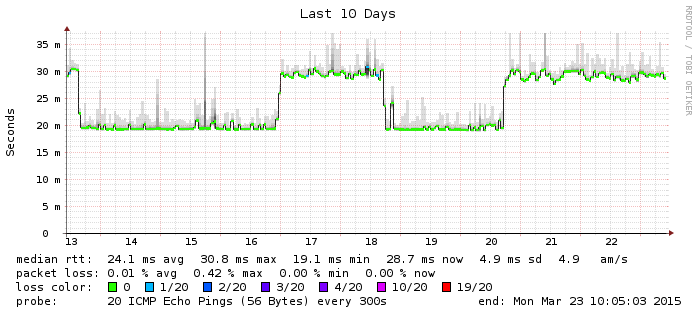 Last 10 Days
RRDTOOL / TOBI OETIKER
Seconds
35 m
30 m
25 m
20 m
15 m
10 m
5 m
0
13 14 15 16 17 18 19 20 21 22
median rtt: 24.1 ms avg 30.8 ms max 19.1 ms min 28.7 ms now 4.9 ms sd 4.9 am/s
packet loss: 0.01 % avg 0.42 % max 0.00 % min 0.00 % now
loss color: 0 1/20 2/20 3/20 4/20 10/20 19/20
probe: 20 ICMP Echo Pings (56 Bytes) every 300s end: Mon Mar 23 10:05:03 2015